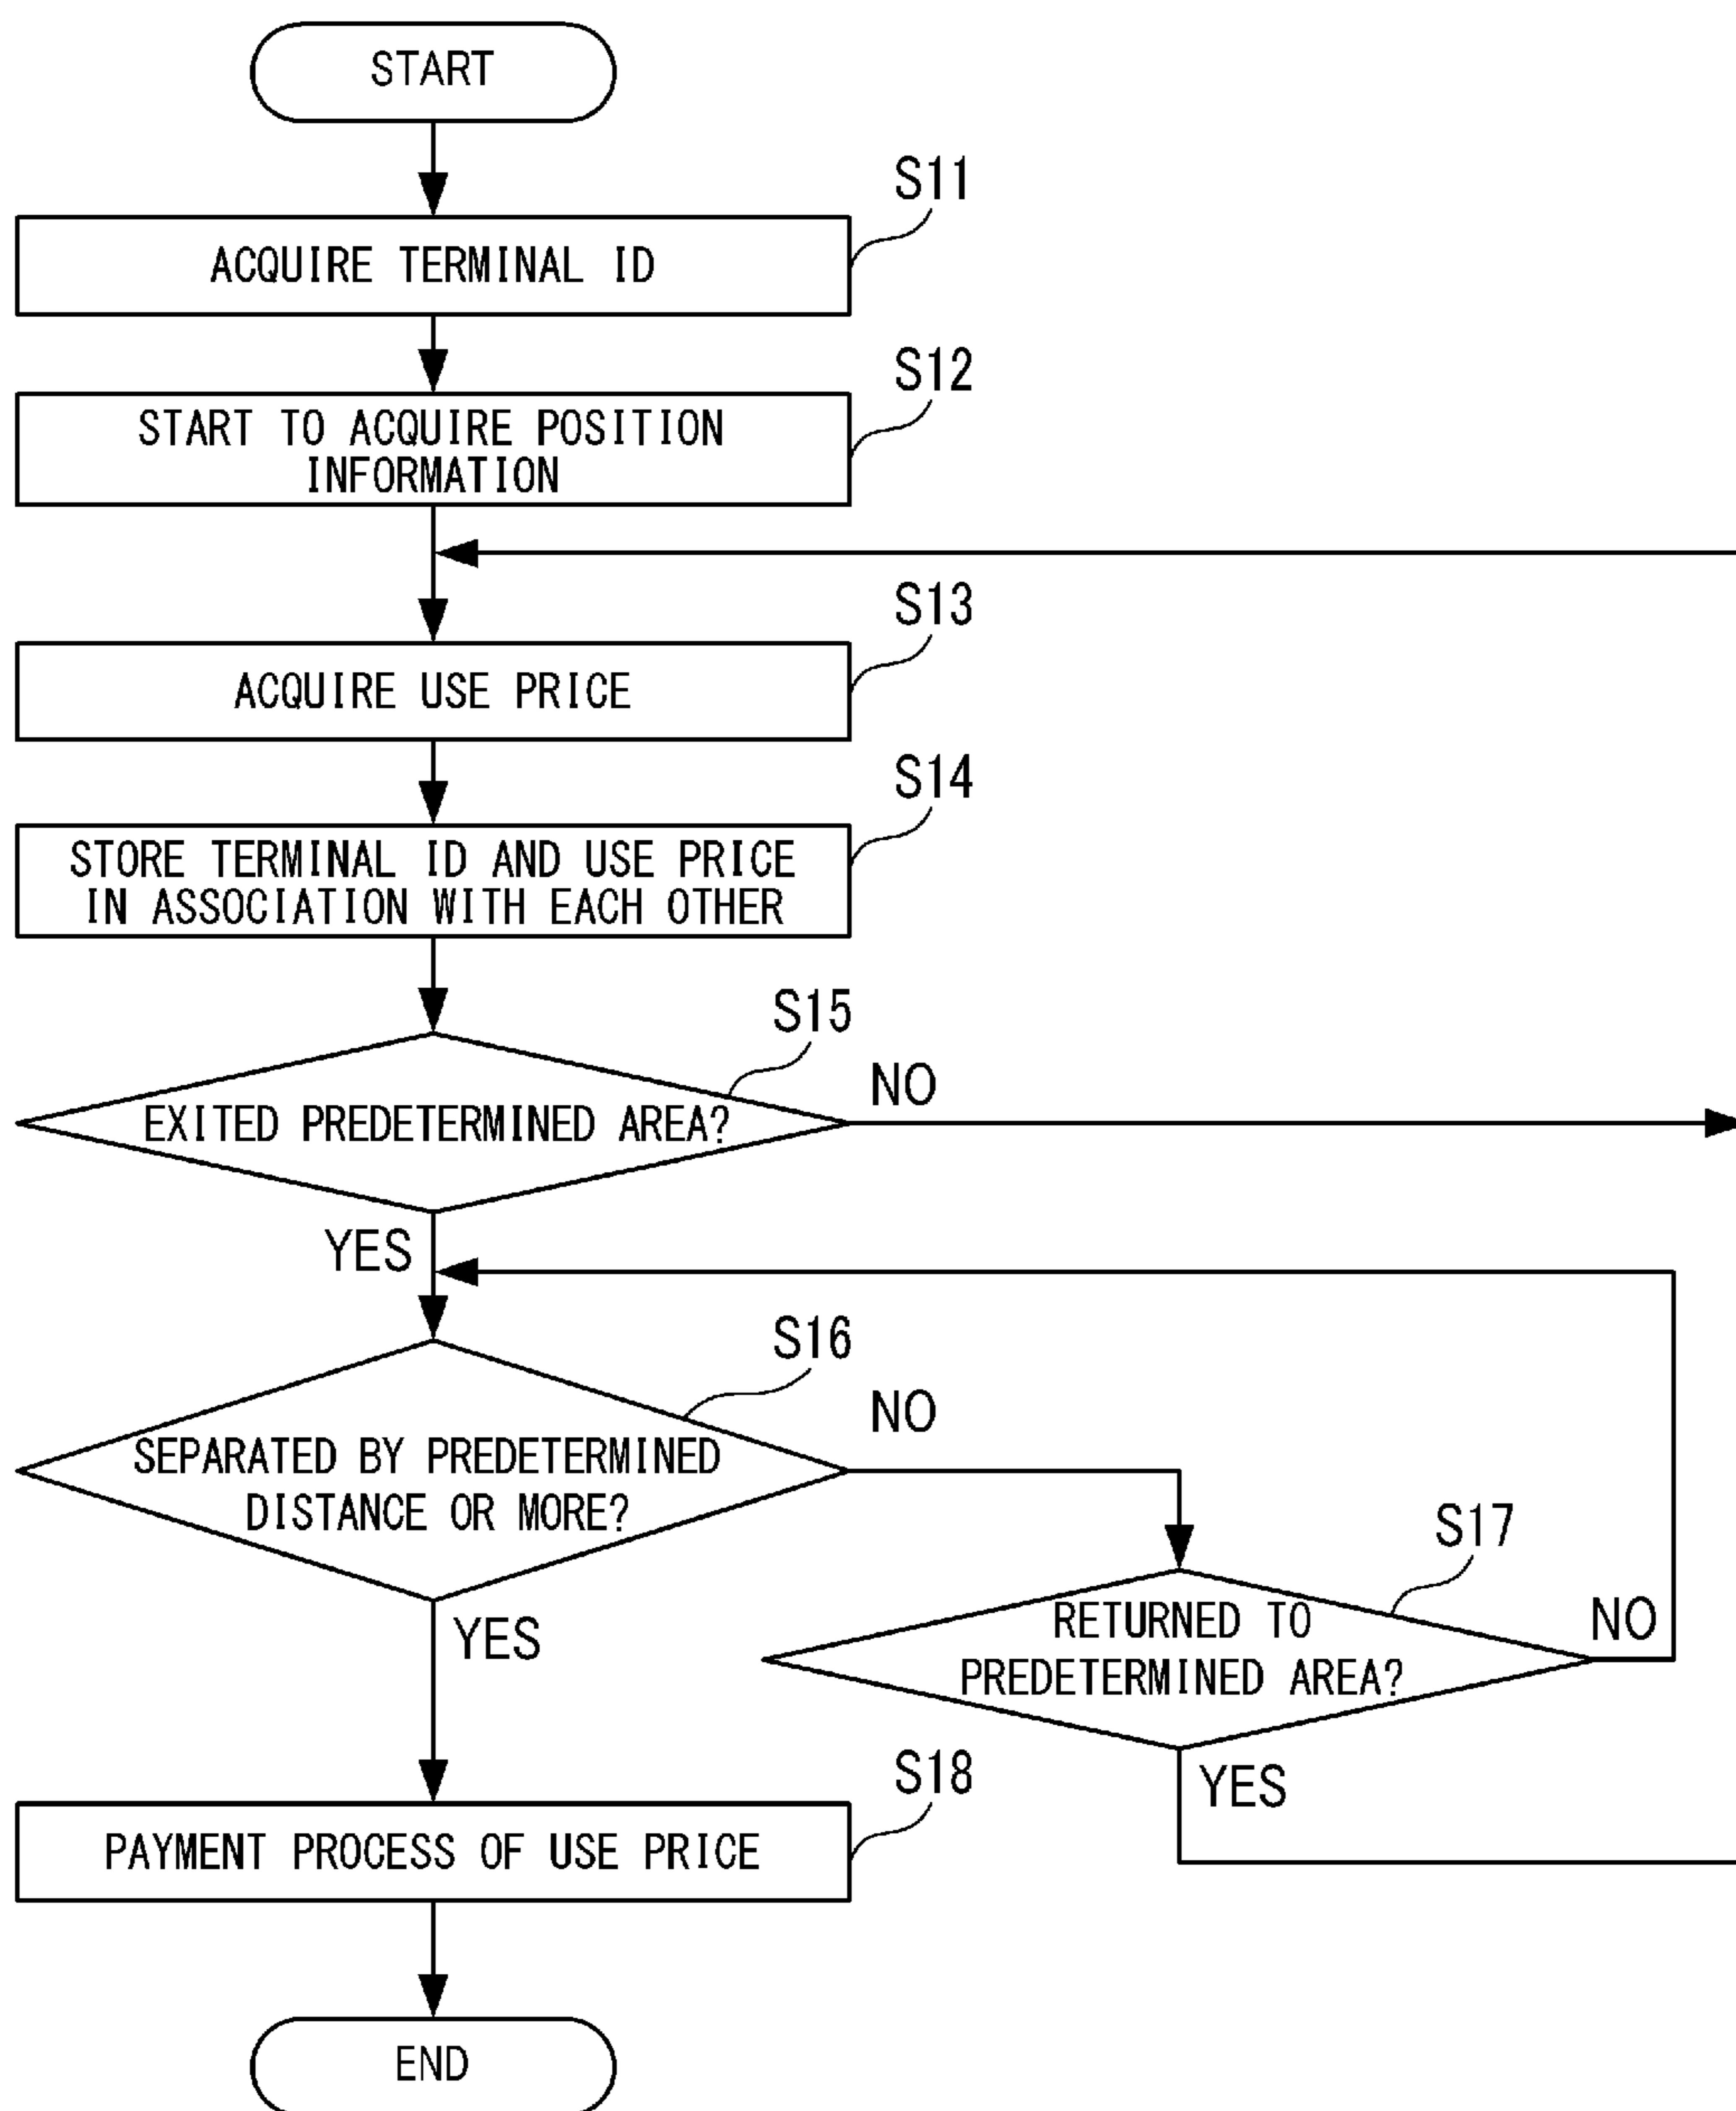 START
S11
ACQUIRE TERMINAL ID
S12
START TO ACQUIRE POSITION
INFORMATION
S13
ACQUIRE USE PRICE
S14
STORE TERMINAL ID AND USE PRICE
IN ASSOCIATION WITH EACH OTHER
S15
NO
EXITED PREDETERMINED AREA?
YES
S16
NO
SEPARATED BY PREDETERMINED
DISTANCE OR MORE?
YES
S17
NO
RETURNED TO
PREDETERMINED AREA?
YES
S18
PAYMENT PROCESS OF USE PRICE
END